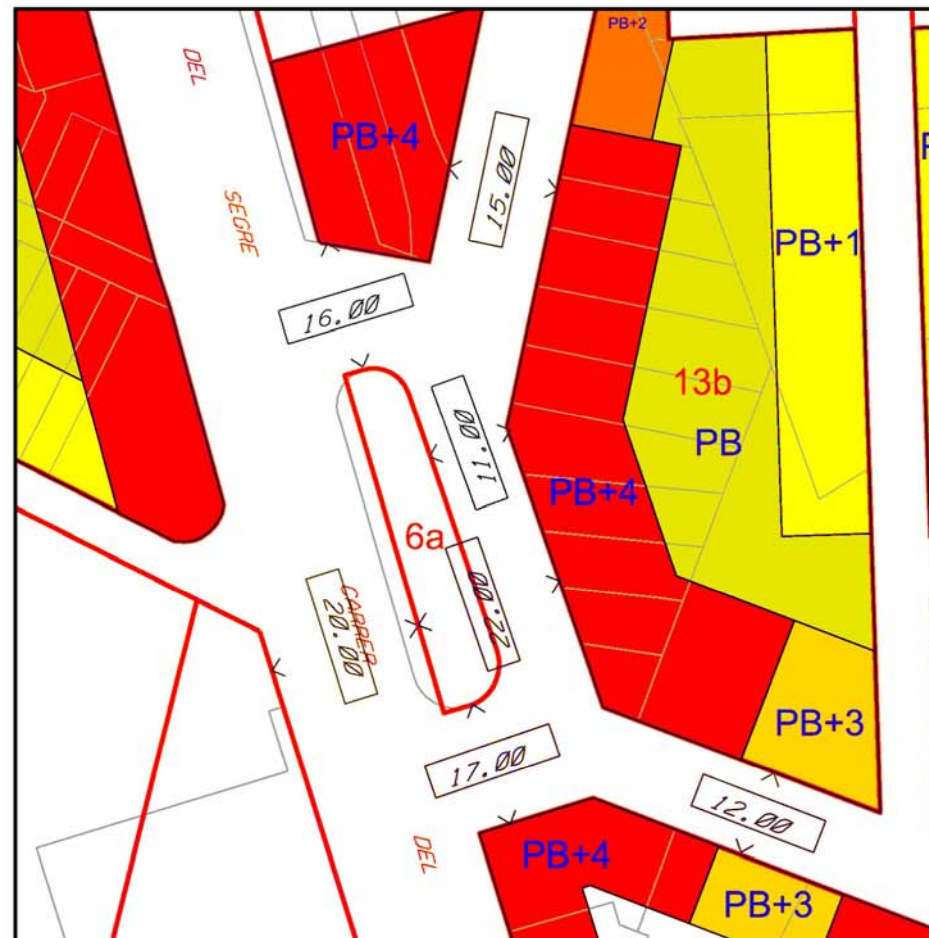 PB+2
DEL
PB+4
15.00
SEGRE
PB+1
16.00
13b
11.00
PB
PB+4
6a
22.00
CARRER
20.00
PB+3
17.00
12.00
PB+4
DEL
PB+3